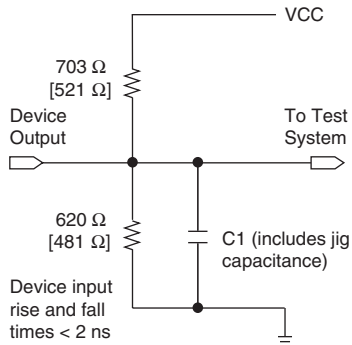 VCC
703 Ω
[521 Ω]
Device
Output
To Test
System
620 Ω
[481 Ω]
C1 (includes jig
capacitance)
Device input
rise and fall
times < 2 ns